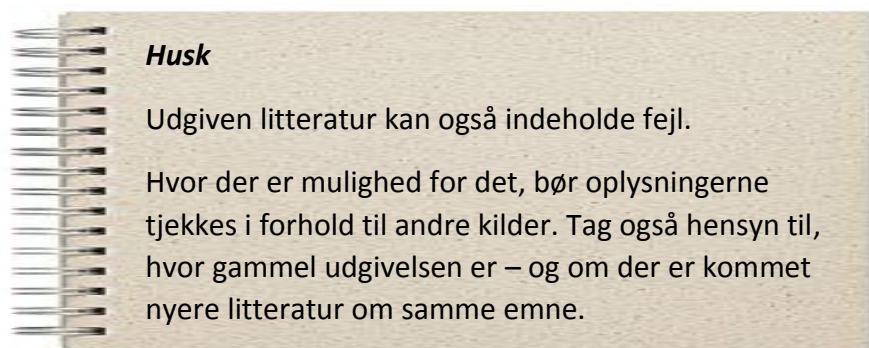 Husk
Udgiven litteratur kan også indeholde fejl.
Hvor der er mulighed for det, bør oplysningerne
tjekkes i forhold til andre kilder. Tag også hensyn til,
hvor gammel udgivelsen er – og om der er kommet
nyere litteratur om samme emne.